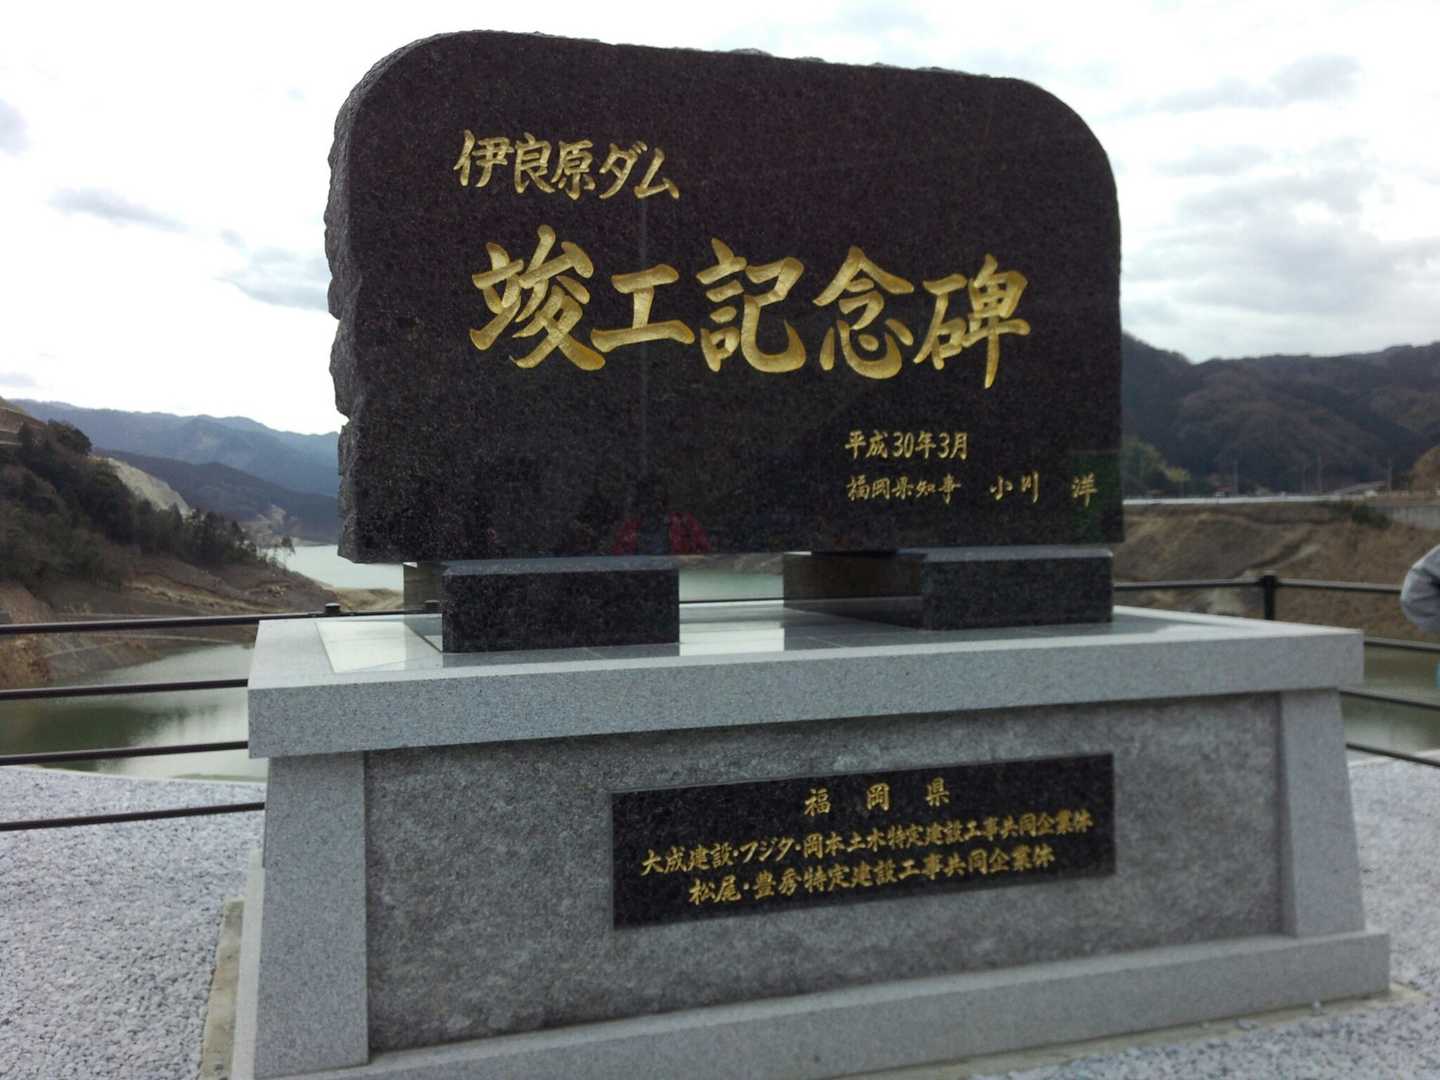 伊良原ダム
竣工記念碑
平成30年3月
福岡県知事 小川 洋
福岡県
大成建設・フジタ・岡本土木特定建設工事共同企業体
松尾・豊秀特定建設工事共同企業体